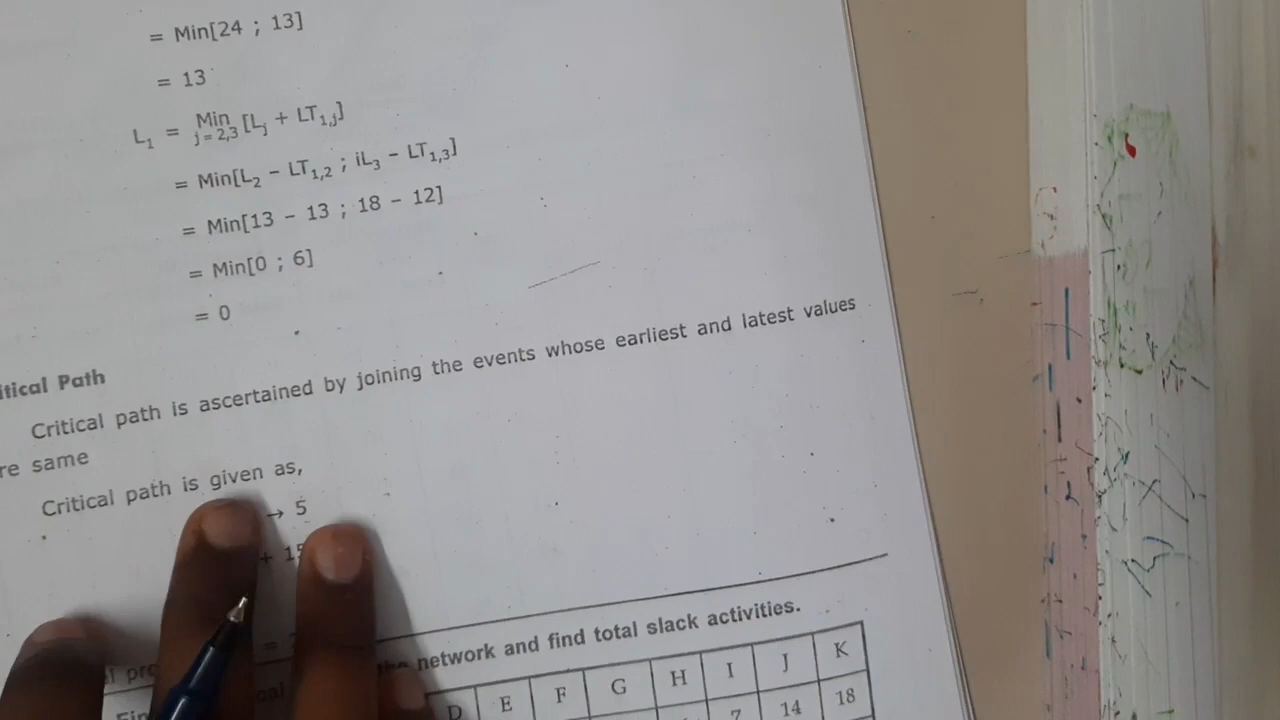 = Min[24 ; 13]
= 13
L₁ = Min j = 2,3 [Lⱼ + LT₁,ⱼ]
= Min[L₂ – LT₁,₂ ; iL₃ – LT₁,₃]
= Min[13 – 13 ; 18 – 12]
= Min[0 ; 6]
= 0
itical Path
Critical path is ascertained by joining the events whose earliest and latest values
re same
Critical path is given as,
→ 5
+ 15
=
the network and find total slack activities.
D E F G H I J K
7 14 18